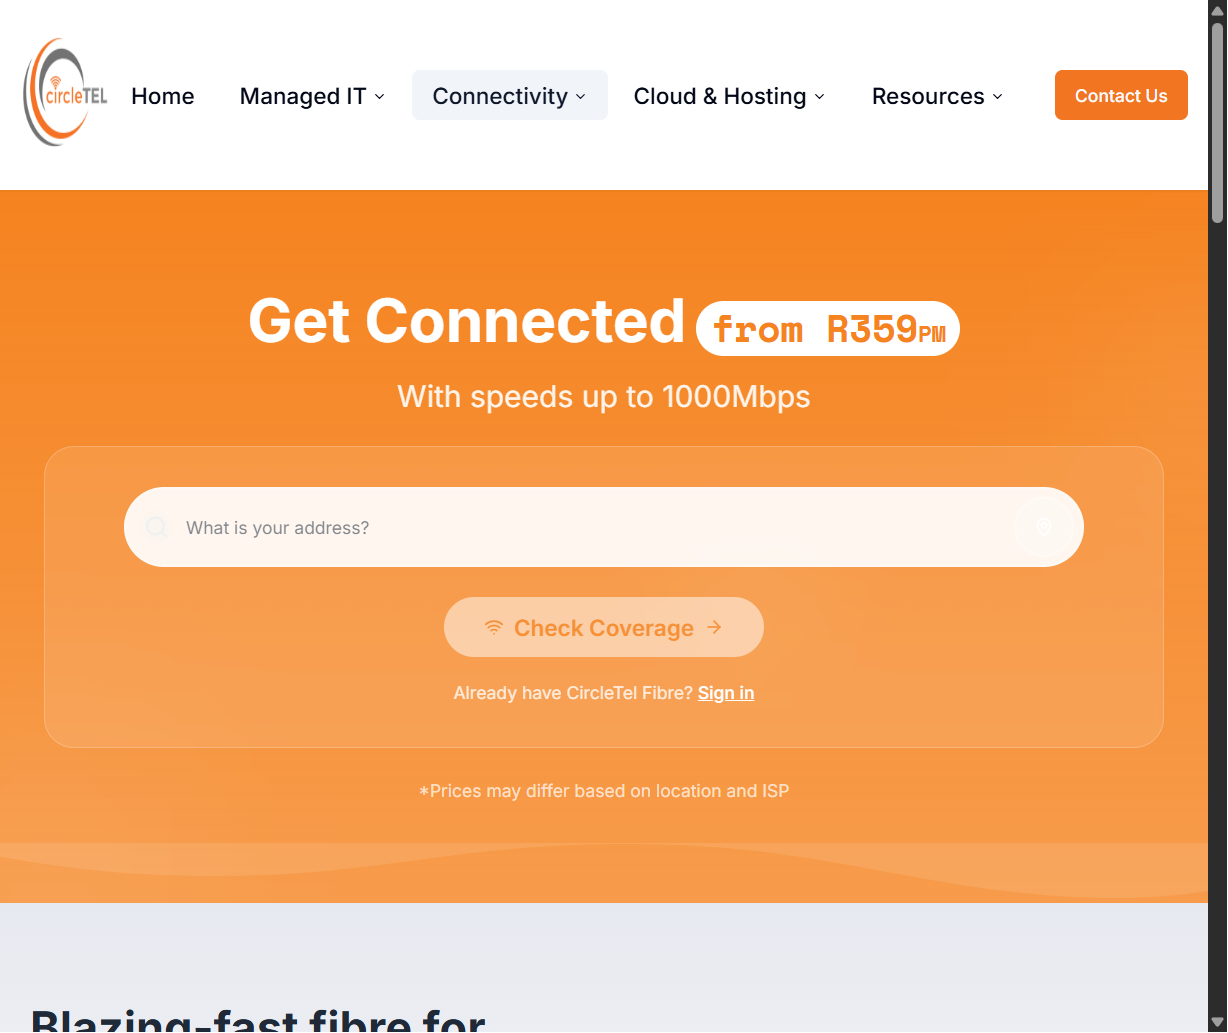 circleTEL
Home
Managed IT
Connectivity
Cloud & Hosting
Resources
Contact Us
Get Connected from R359PM
With speeds up to 1000Mbps
What is your address?
Check Coverage
Already have CircleTel Fibre? Sign in
*Prices may differ based on location and ISP
Blazing-fast fibre for